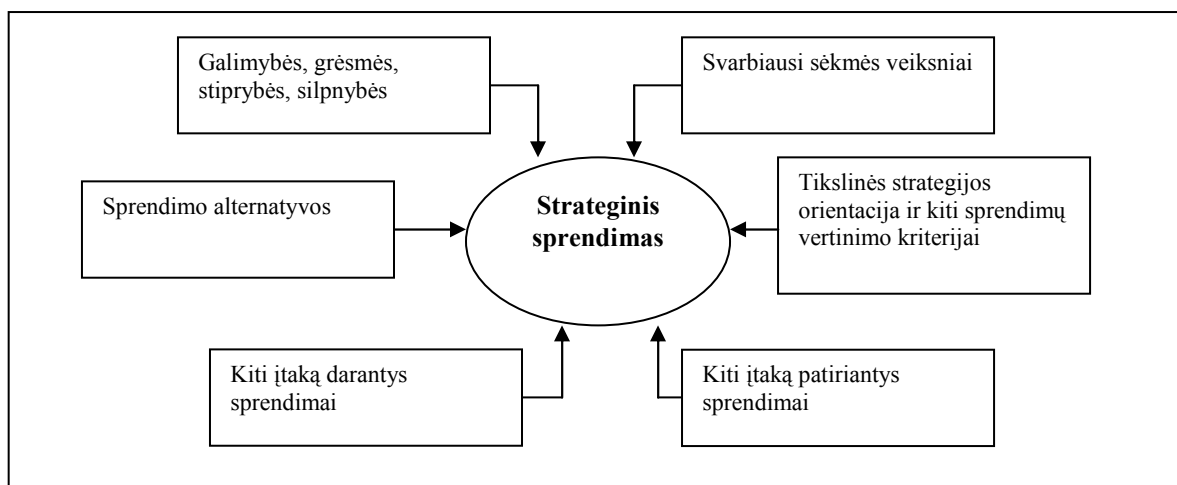 Galimybės, grėsmės,
stiprybės, silpnybės
Svarbiausi sėkmės veiksniai
Sprendimo alternatyvos
Strateginis
sprendimas
Tikslinės strategijos
orientacija ir kiti sprendimų
vertinimo kriterijai
Kiti įtaką darantys
sprendimai
Kiti įtaką patiriantys
sprendimai